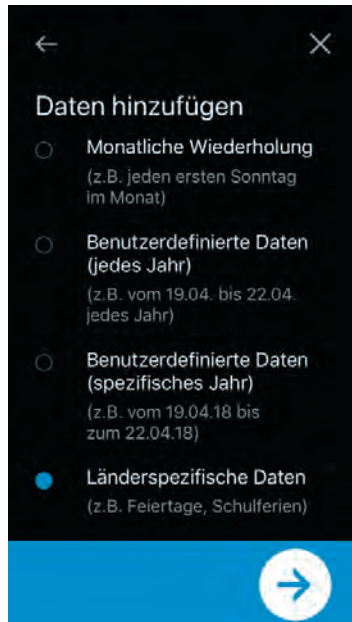 Daten hinzufügen
Monatliche Wiederholung
(z.B. jeden ersten Sonntag
im Monat)
Benutzerdefinierte Daten
(jedes Jahr)
(z.B. vom 19.04. bis 22.04.
jedes Jahr)
Benutzerdefinierte Daten
(spezifisches Jahr)
(z.B. vom 19.04.18 bis
zum 22.04.18)
Länderspezifische Daten
(z.B. Feiertage, Schulferien)